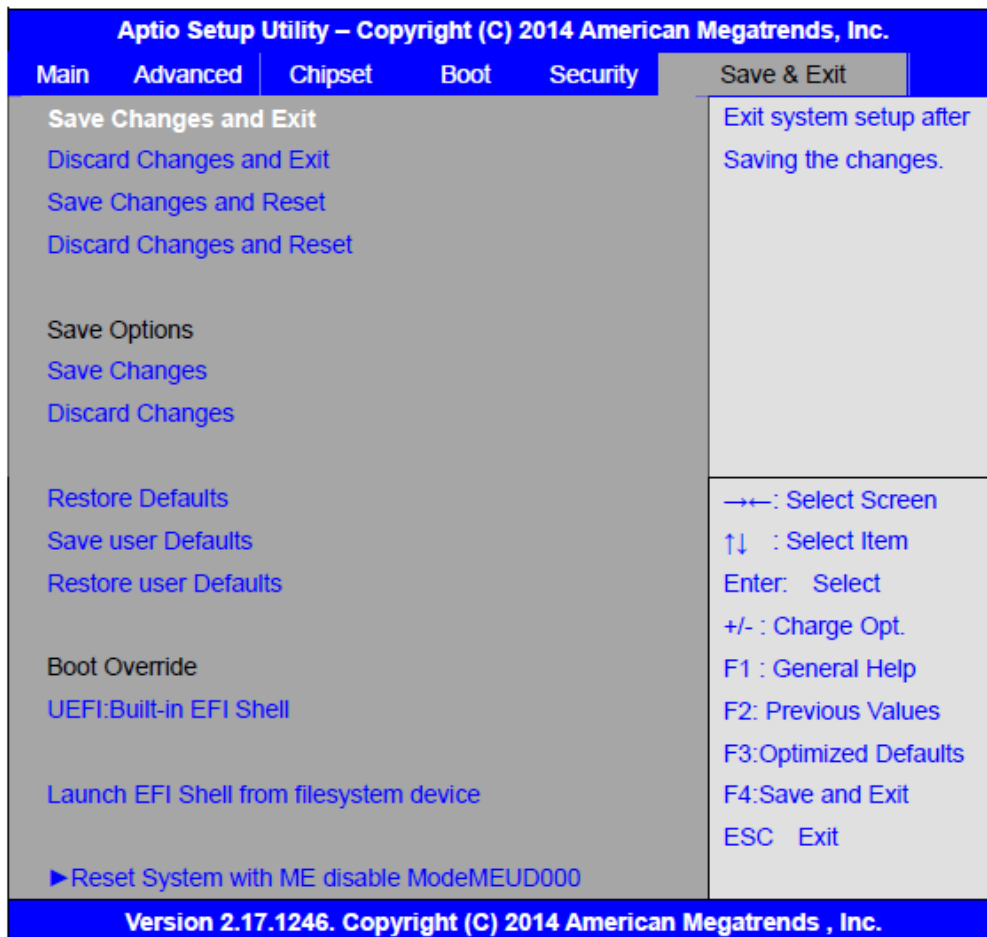 Aptio Setup Utility – Copyright (C) 2014 American Megatrends, Inc.
Main Advanced Chipset Boot Security Save & Exit
Save Changes and Exit
Discard Changes and Exit
Save Changes and Reset
Discard Changes and Reset
Save Options
Save Changes
Discard Changes
Restore Defaults
Save user Defaults
Restore user Defaults
Boot Override
UEFI:Built-in EFI Shell
Launch EFI Shell from filesystem device
►Reset System with ME disable ModeMEUD000
Exit system setup after
Saving the changes.
→←: Select Screen
↑↓ : Select Item
Enter: Select
+/- : Charge Opt.
F1 : General Help
F2: Previous Values
F3:Optimized Defaults
F4:Save and Exit
ESC Exit
Version 2.17.1246. Copyright (C) 2014 American Megatrends , Inc.